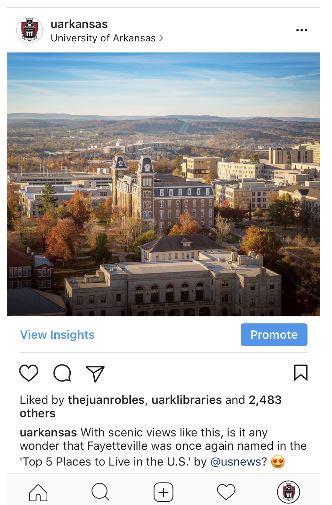 uarkansas
University of Arkansas >
View Insights
Promote
Liked by thejuanrobles, uarklibraries and 2,483
others
uarkansas With scenic views like this, is it any
wonder that Fayetteville was once again named in the
'Top 5 Places to Live in the U.S.' by @usnews? 😍